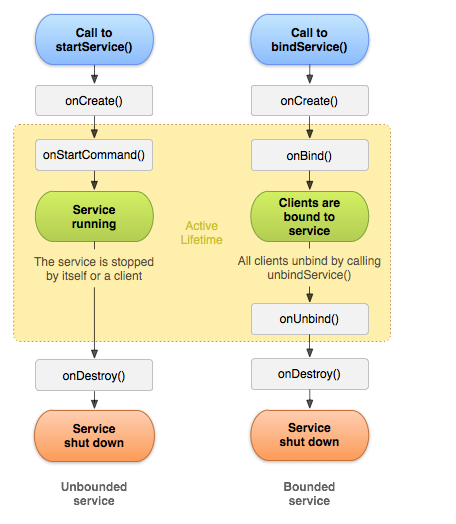 Call to
startService()
onCreate()
onStartCommand()
Service
running
The service is stopped
by itself or a client
onDestroy()
Service
shut down
Unbounded
service
Active
Lifetime
Call to
bindService()
onCreate()
onBind()
Clients are
bound to
service
All clients unbind by calling
unbindService()
onUnbind()
onDestroy()
Service
shut down
Bounded
service